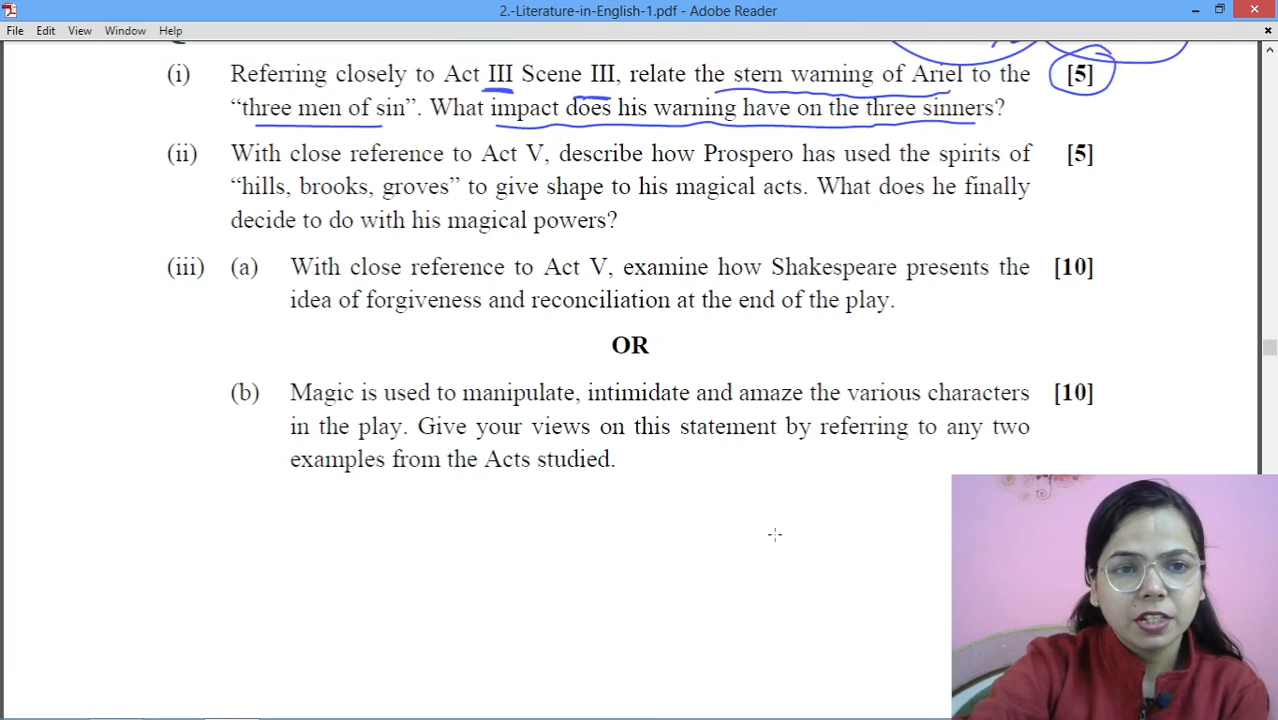 2.-Literature-in-English-1.pdf - Adobe Reader
File Edit View Window Help
(i) Referring closely to Act III Scene III, relate the stern warning of Ariel to the [5]
“three men of sin”. What impact does his warning have on the three sinners?
(ii) With close reference to Act V, describe how Prospero has used the spirits of [5]
“hills, brooks, groves” to give shape to his magical acts. What does he finally
decide to do with his magical powers?
(iii) (a) With close reference to Act V, examine how Shakespeare presents the [10]
idea of forgiveness and reconciliation at the end of the play.
OR
(b) Magic is used to manipulate, intimidate and amaze the various characters [10]
in the play. Give your views on this statement by referring to any two
examples from the Acts studied.